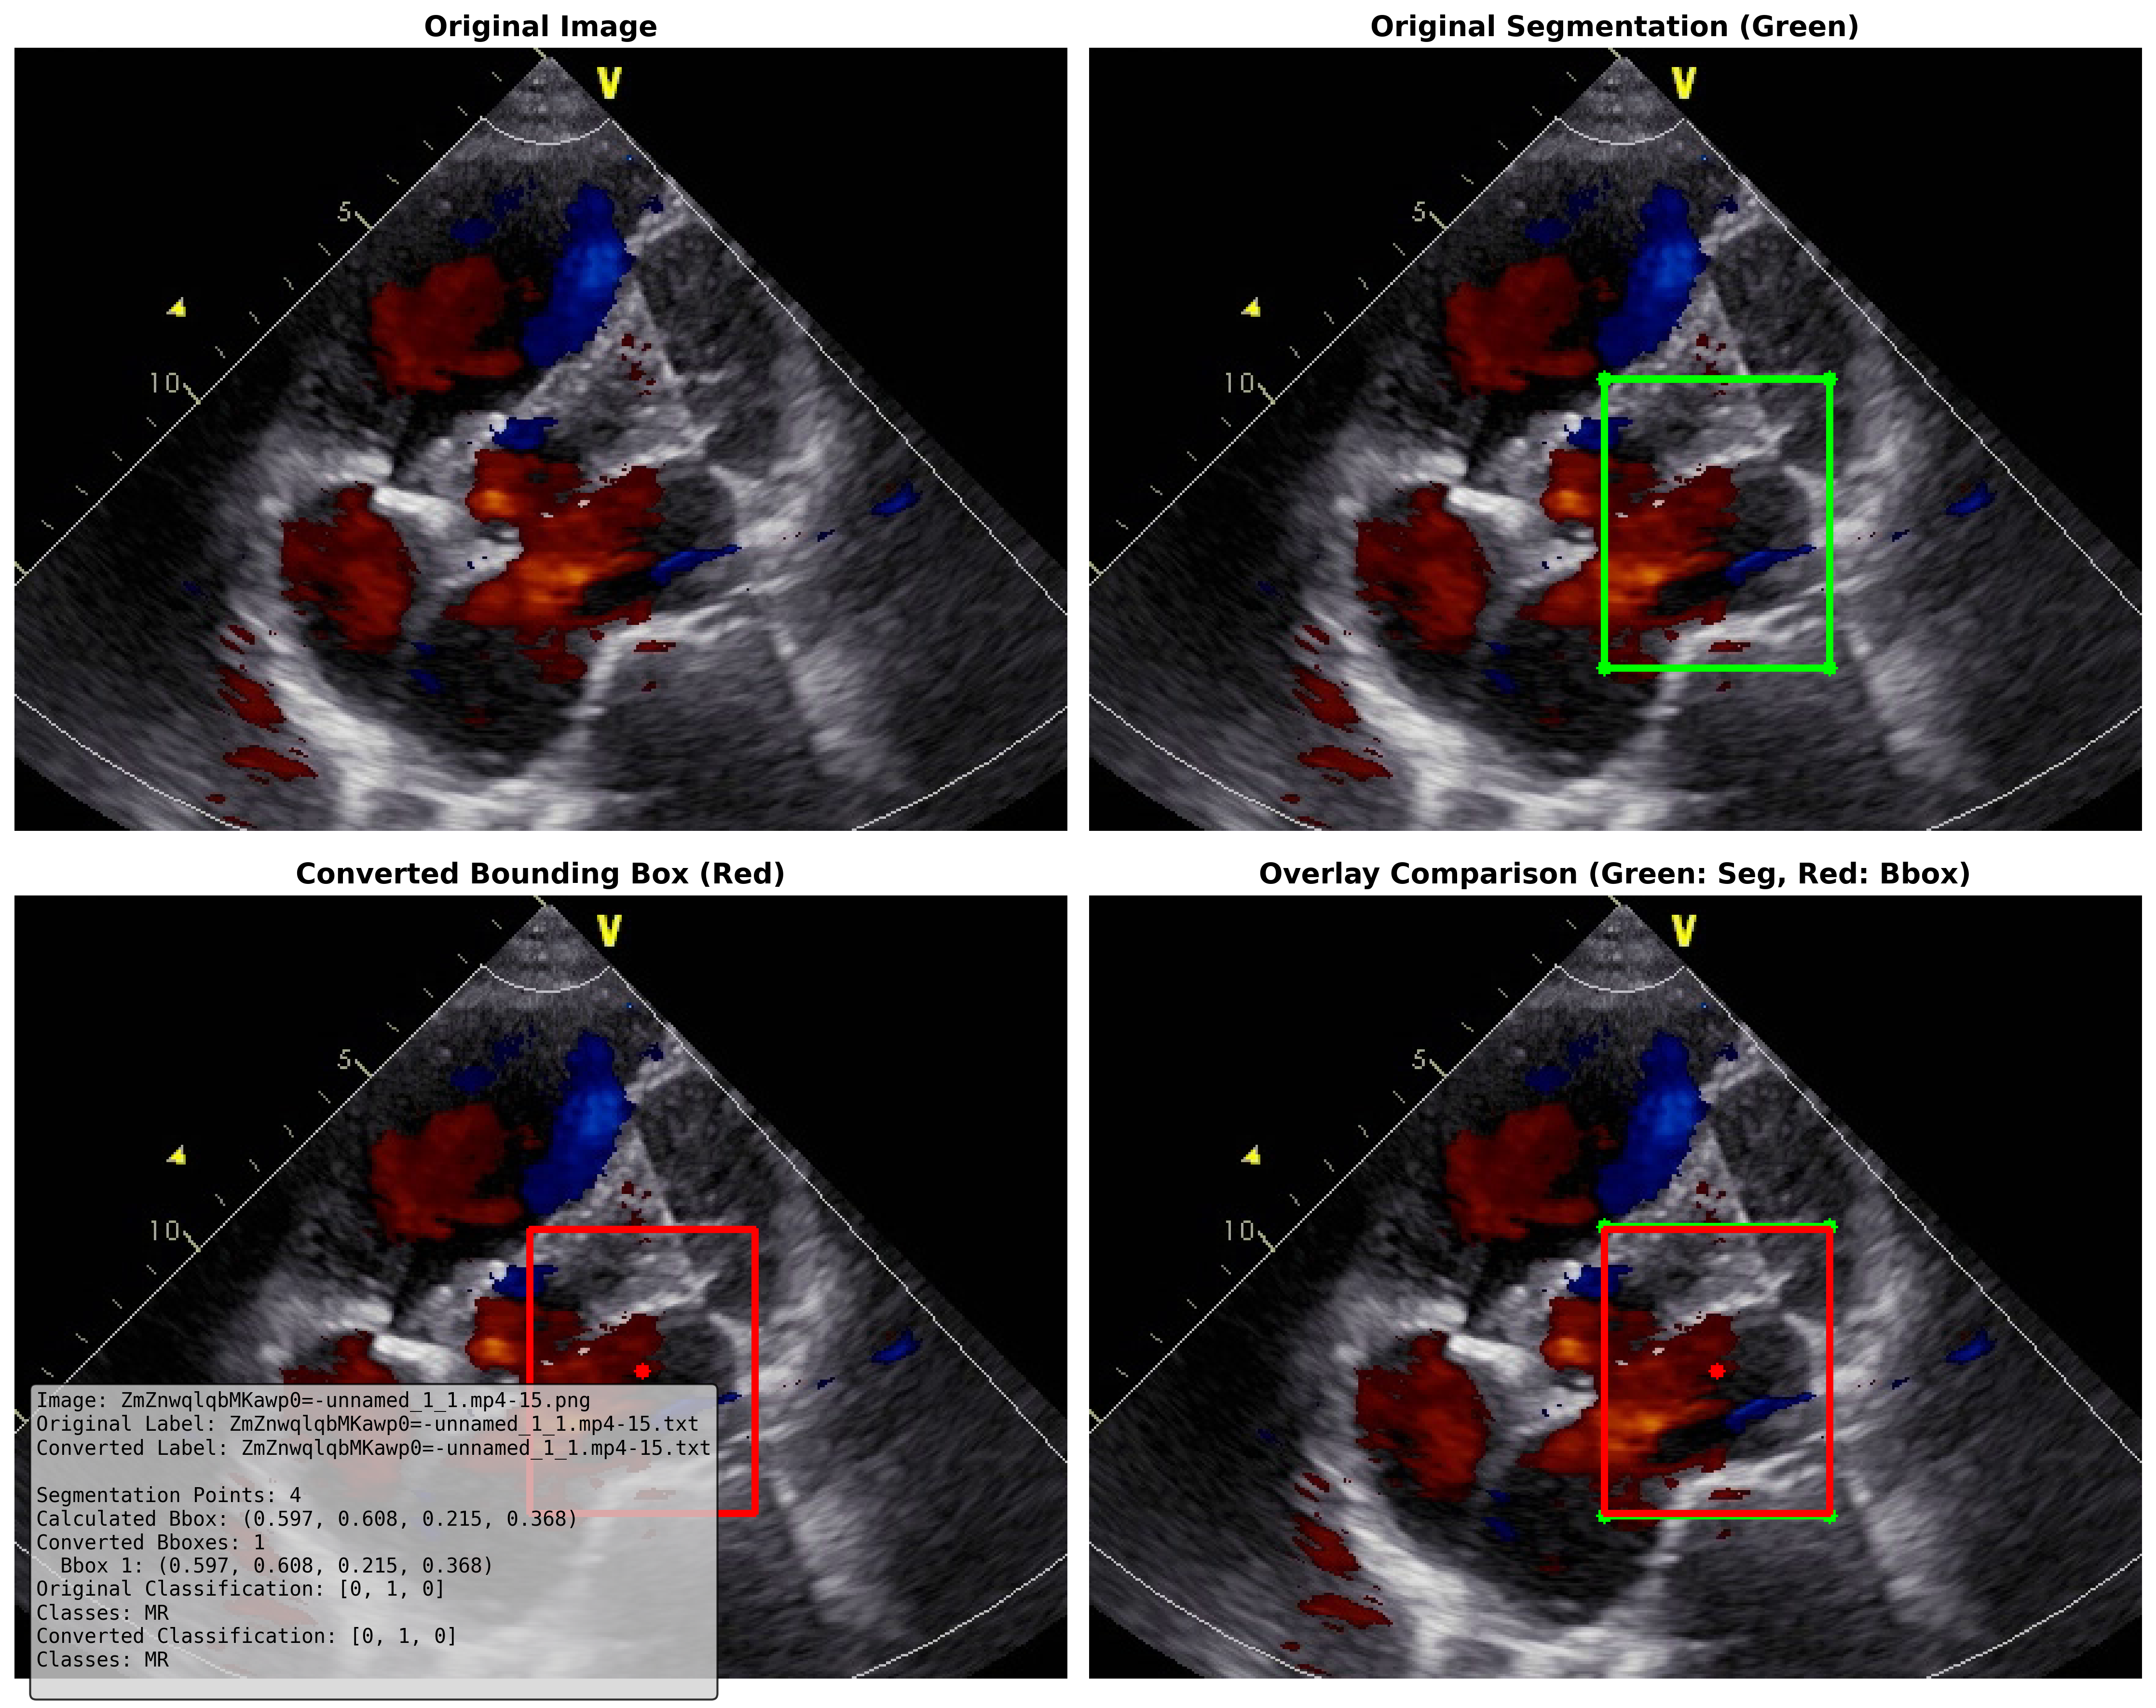 Original Image
Original Segmentation (Green)
V
5
10
V
5
10
Converted Bounding Box (Red)
Overlay Comparison (Green: Seg, Red: Bbox)
V
5
10
V
5
10
Image: ZmZnwqlqbMKawp0=-unnamed_1_1.mp4-15.png
Original Label: ZmZnwqlqbMKawp0=-unnamed_1_1.mp4-15.txt
Converted Label: ZmZnwqlqbMKawp0=-unnamed_1_1.mp4-15.txt
Segmentation Points: 4
Calculated Bbox: (0.597, 0.608, 0.215, 0.368)
Converted Bboxes: 1
Bbox 1: (0.597, 0.608, 0.215, 0.368)
Original Classification: [0, 1, 0]
Classes: MR
Converted Classification: [0, 1, 0]
Classes: MR